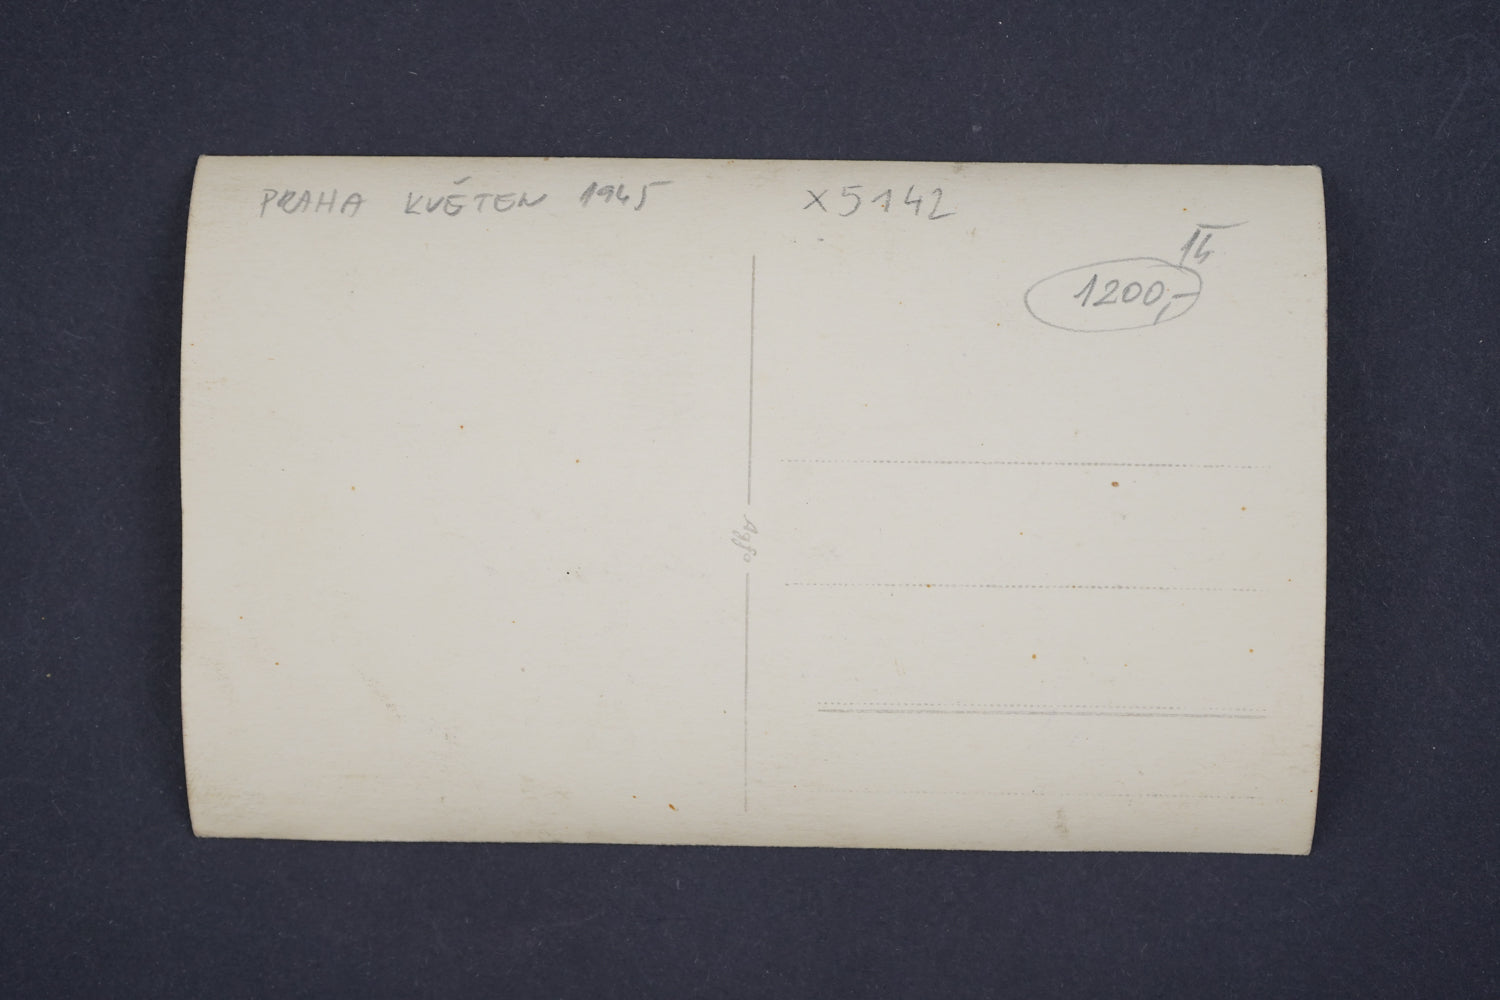 PRAHA KVĚTEN 1945
X5142
1200,-
Agfa